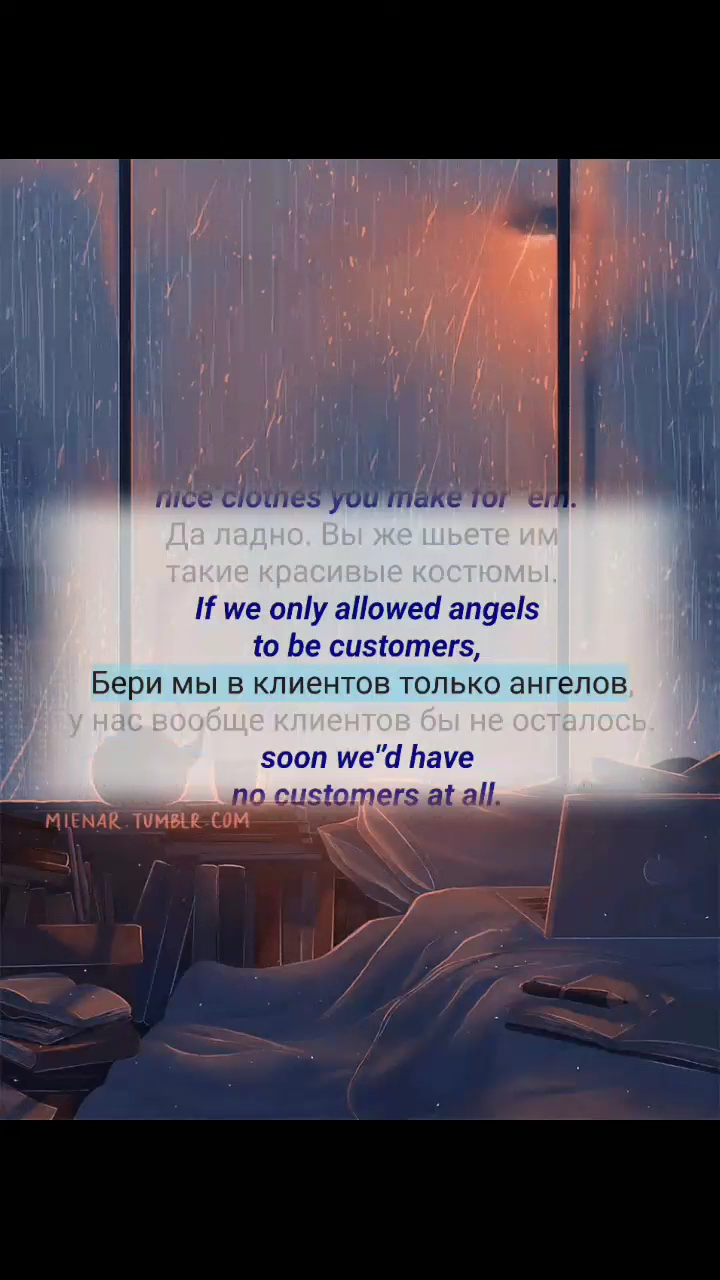 nice clothes you make for "em.
Да ладно. Вы же шьете им
такие красивые костюмы.
If we only allowed angels
to be customers,
Бери мы в клиентов только ангелов,
у нас вообще клиентов бы не осталось.
soon we"d have
no customers at all.
MIENAR.TUMBLR.COM